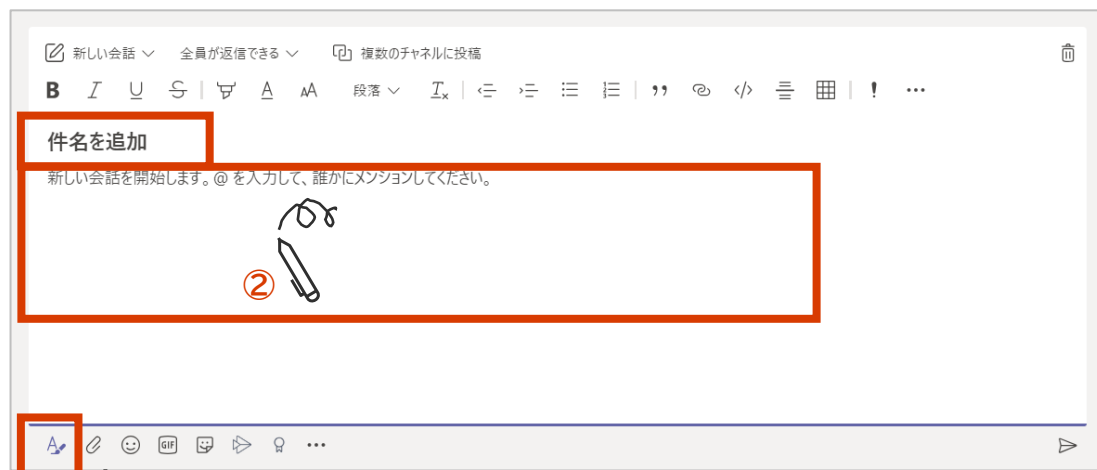 新しい会話 全員が返信できる 複数のチャネルに投稿
B I U S A AA 段落 Tx ,, </> ! ...
件名を追加
新しい会話を開始します。@ を入力して、誰かにメンションしてください。
②
A GIF ...